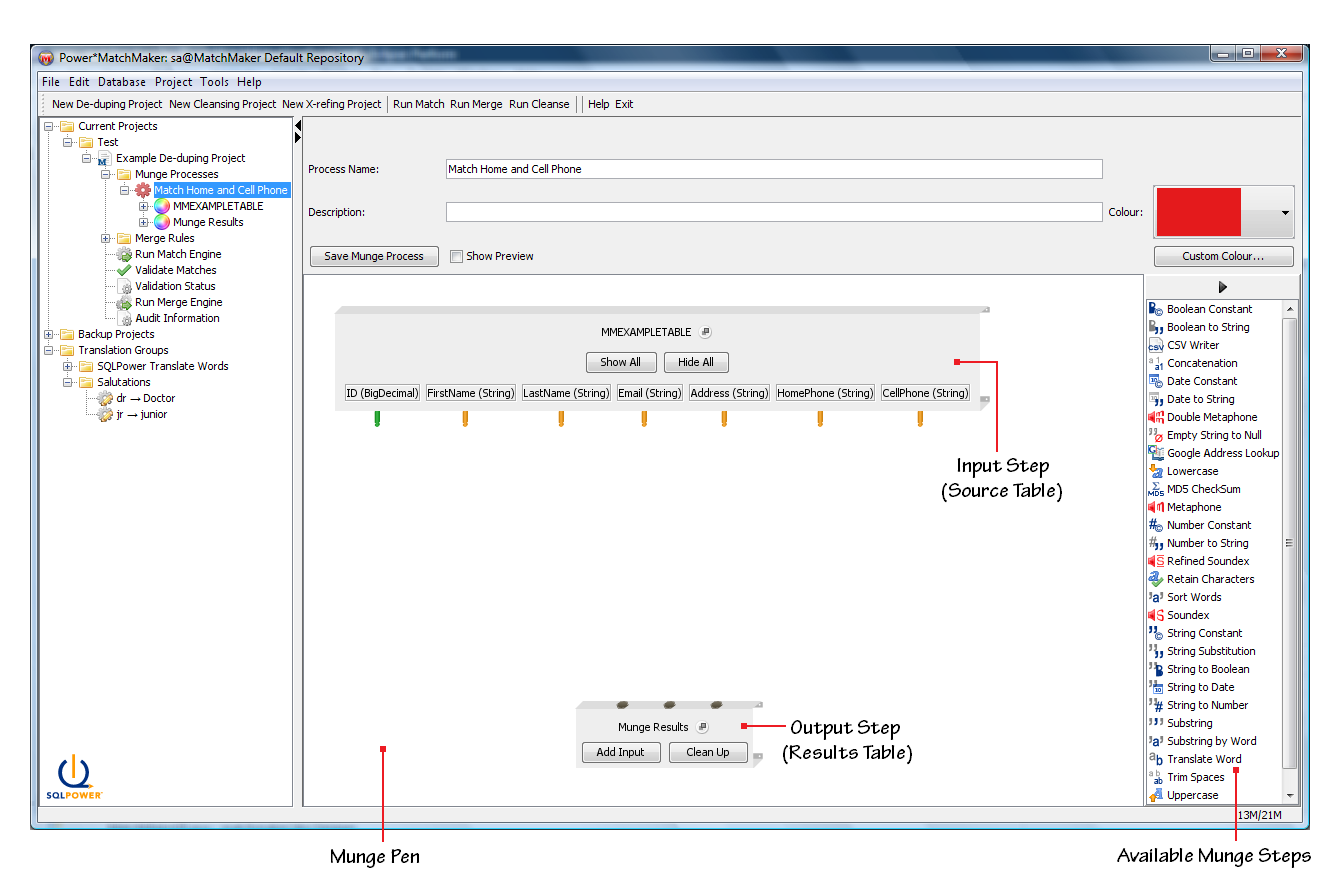 Power*MatchMaker: sa@MatchMaker Default Repository
File Edit Database Project Tools Help
New De-duping Project New Cleansing Project New X-refing Project Run Match Run Merge Run Cleanse Help Exit
Current Projects
Test
Example De-duping Project
Munge Processes
Match Home and Cell Phone
MMEXAMPLETABLE
Munge Results
Merge Rules
Run Match Engine
Validate Matches
Validation Status
Run Merge Engine
Audit Information
Backup Projects
Translation Groups
SQLPower Translate Words
Salutations
dr → Doctor
jr → junior
SQLPOWER
Process Name: Match Home and Cell Phone
Description:
Colour:
Save Munge Process Show Preview
Custom Colour...
MMEXAMPLETABLE
Show All Hide All
ID (BigDecimal) FirstName (String) LastName (String) Email (String) Address (String) HomePhone (String) CellPhone (String)
Input Step
(Source Table)
Munge Results
Add Input Clean Up
Output Step
(Results Table)
Boolean Constant
Boolean to String
CSV Writer
Concatenation
Date Constant
Date to String
Double Metaphone
Empty String to Null
Google Address Lookup
Lowercase
MD5 CheckSum
Metaphone
Number Constant
Number to String
Refined Soundex
Retain Characters
Sort Words
Soundex
String Constant
String Substitution
String to Boolean
String to Date
String to Number
Substring
Substring by Word
Translate Word
Trim Spaces
Uppercase
13M/21M
Munge Pen
Available Munge Steps